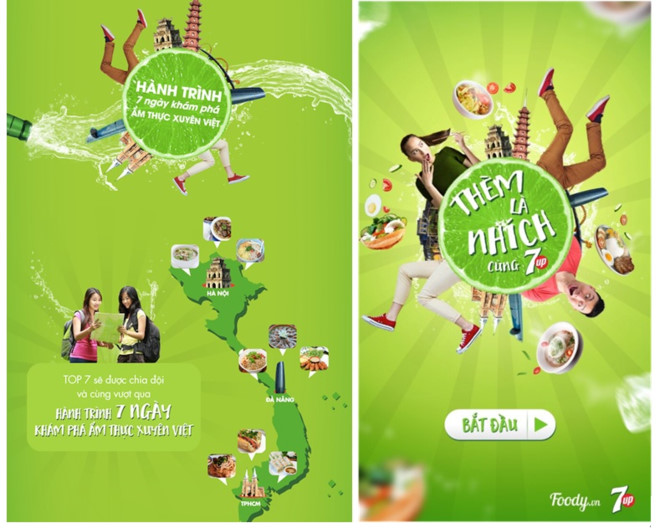 HÀNH TRÌNH
7 ngày khám phá
ẨM THỰC XUYÊN VIỆT
HÀ NỘI
ĐÀ NẴNG
TPHCM
TOP 7 sẽ được chia đội
và cùng vượt qua
HÀNH TRÌNH 7 NGÀY
KHÁM PHÁ ẨM THỰC XUYÊN VIỆT
THÈM
LÀ
NHÍCH
CÙNG 7up
BẮT ĐẦU
Foody.vn 7up